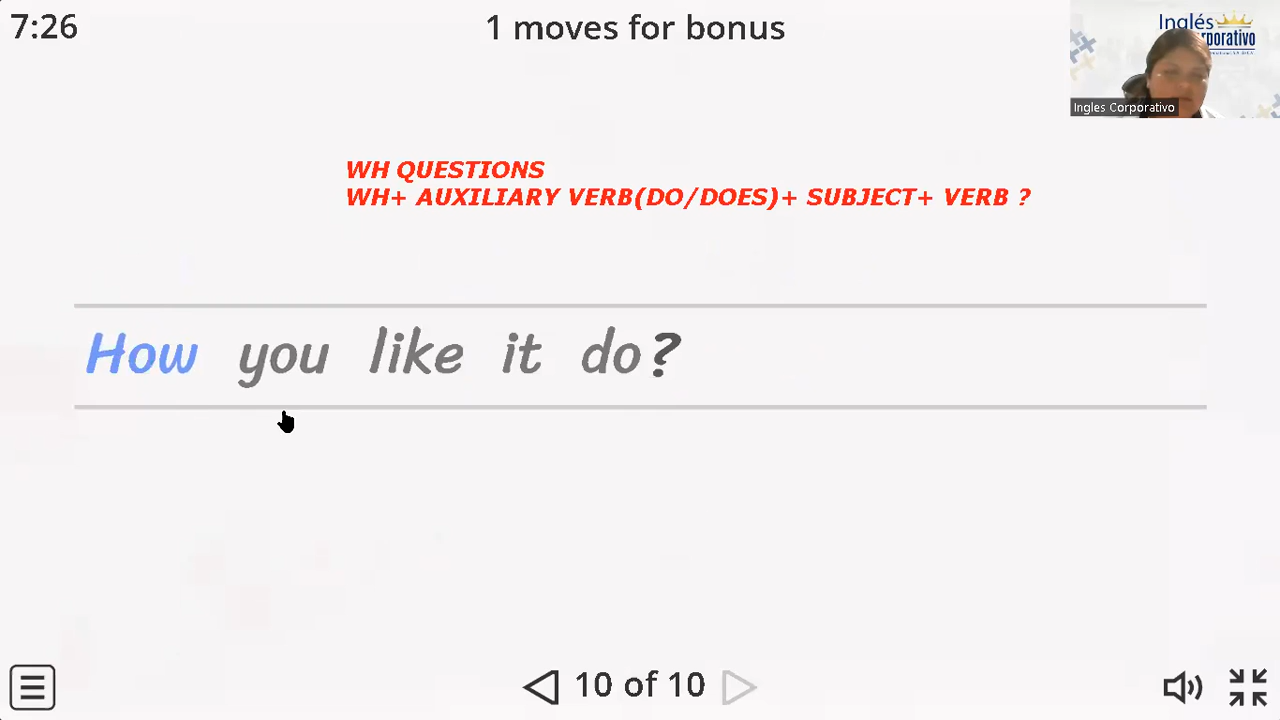 7:26
1 moves for bonus
Inglés
Ingles Corporativo
WH QUESTIONS
WH+ AUXILIARY VERB(DO/DOES)+ SUBJECT+ VERB ?
How you like it do?
10 of 10